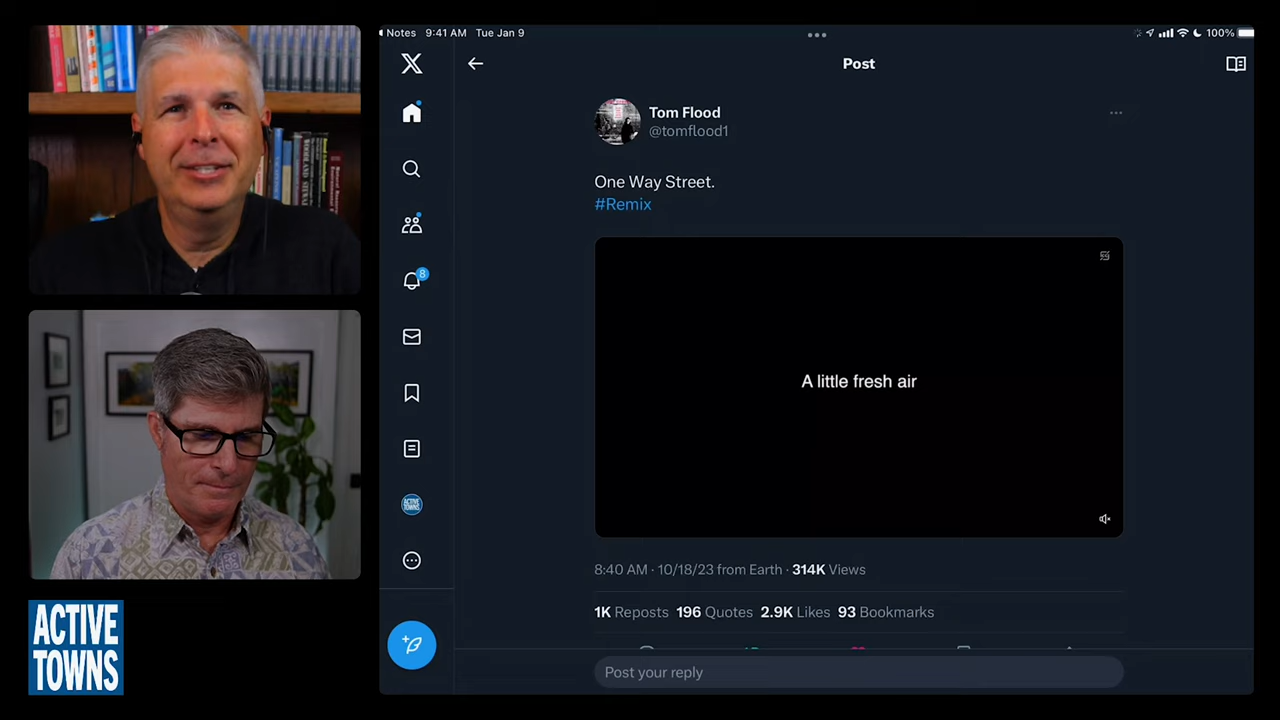 Notes 9:41 AM Tue Jan 9
100%
Post
Tom Flood
@tomflood1
One Way Street.
#Remix
8
A little fresh air
ACTIVE
TOWNS
8:40 AM · 10/18/23 from Earth · 314K Views
1K Reposts 196 Quotes 2.9K Likes 93 Bookmarks
Post your reply
ACTIVE
TOWNS